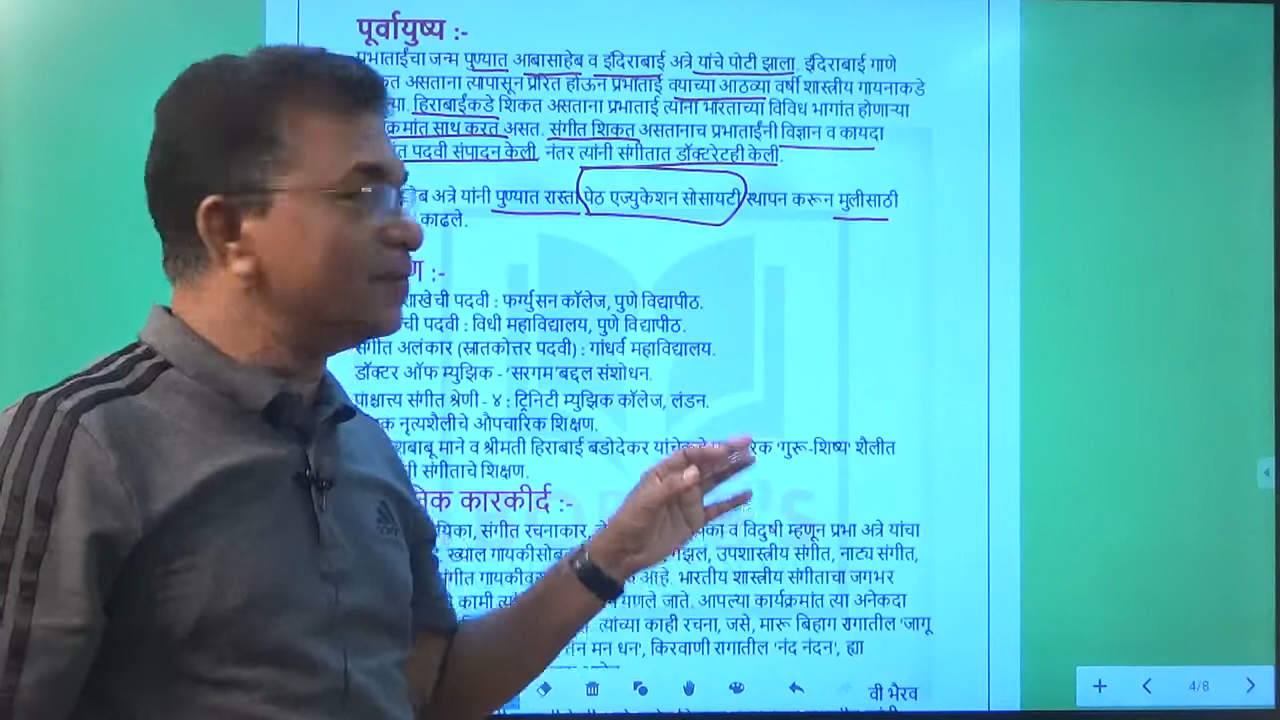 पूर्वायुष्य :-
प्रभाताईंचा जन्म पुण्यात आबासाहेब व इंदिराबाई अत्रे यांचे पोटी झाला. इंदिराबाई गाणे
असताना त्यापासून प्रेरित होऊन प्रभाताई वयाच्या आठव्या वर्षी शास्त्रीय गायनाकडे
हिराबाईंकडे शिकत असताना प्रभाताई त्यांना भारताच्या विविध भागांत होणाऱ्या
साथ करत असत. संगीत शिकत असतानाच प्रभाताईंनी विज्ञान व कायदा
पदवी संपादन केली. नंतर त्यांनी संगीतात डॉक्टरेटही केली.
अत्रे यांनी पुण्यात रास्ता पेठ एज्युकेशन सोसायटी स्थापन करून मुलीसाठी
काढले.
:-
पदवी : फर्ग्युसन कॉलेज, पुणे विद्यापीठ.
पदवी : विधी महाविद्यालय, पुणे विद्यापीठ.
संगीत अलंकार (स्नातकोत्तर पदवी) : गांधर्व महाविद्यालय.
डॉक्टर ऑफ म्युझिक - 'सरगम'बद्दल संशोधन.
पाश्चात्त्य संगीत श्रेणी - ४ : ट्रिनिटी म्युझिक कॉलेज, लंडन.
नृत्यशैलीचे औपचारिक शिक्षण.
माने व श्रीमती हिराबाई बडोदेकर 'गुरू-शिष्य' शैलीत
संगीताचे शिक्षण.
कारकीर्द :-
संगीत रचनाकार, व विदुषी म्हणून प्रभा अत्रे यांचा
ख्याल गझल, उपशास्त्रीय संगीत, नाट्य संगीत,
आहे. भारतीय शास्त्रीय संगीताचा जगभर
कामी गणले जाते. आपल्या कार्यक्रमांत त्या अनेकदा
त्यांच्या काही रचना, जसे, मारू बिहाग रागातील 'जागू
मन धन', किरवाणी रागातील 'नंद नंदन', ह्या
वी भैरव
4/8